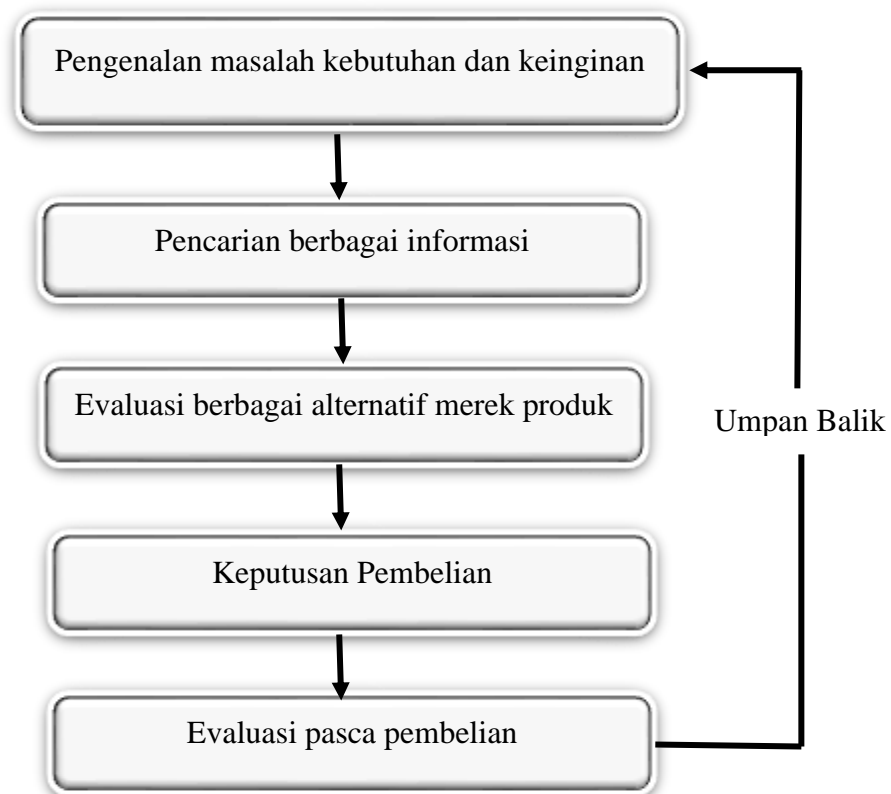 Pengenalan masalah kebutuhan dan keinginan
Pencarian berbagai informasi
Evaluasi berbagai alternatif merek produk
Umpan Balik
Keputusan Pembelian
Evaluasi pasca pembelian